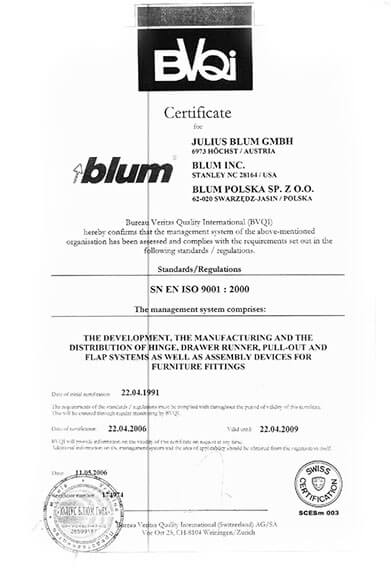 BVQi
Certificate
for
JULIUS BLUM GMBH
6973 HÖCHST / AUSTRIA
blum®
BLUM INC.
STANLEY NC 28164 / USA
BLUM POLSKA SP. Z O.O.
62-020 SWARZĘDZ-JASIN / POLSKA
Bureau Veritas Quality International (BVQI)
hereby confirms that the management system of the above-mentioned
organisation has been assessed and complies with the requirements set out in the
following standards / regulations.
Standards/Regulations
SN EN ISO 9001 : 2000
The management system comprises:
THE DEVELOPMENT, THE MANUFACTURING AND THE
DISTRIBUTION OF HINGE, DRAWER RUNNER, PULL-OUT AND
FLAP SYSTEMS AS WELL AS ASSEMBLY DEVICES FOR
FURNITURE FITTINGS
Date of initial certification: 22.04.1991
The requirements of the standards / regulations must be complied with throughout the period of validity of this certificate.
This will be ensured through regular monitoring by BVQI.
Date of certification: 22.04.2006 Valid until: 22.04.2009
BVQI will provide information on the validity of this certificate on request at any time.
Additional information on the management system and the area of applicability should be obtained from the organisation itself.
Date: 11.05.2006
Certificate number: 174974
SWISS CERTIFICATION
SCESm 003
Bureau Veritas Quality International (Switzerland) AG/SA
CH-8104 Weiningen/Zurich